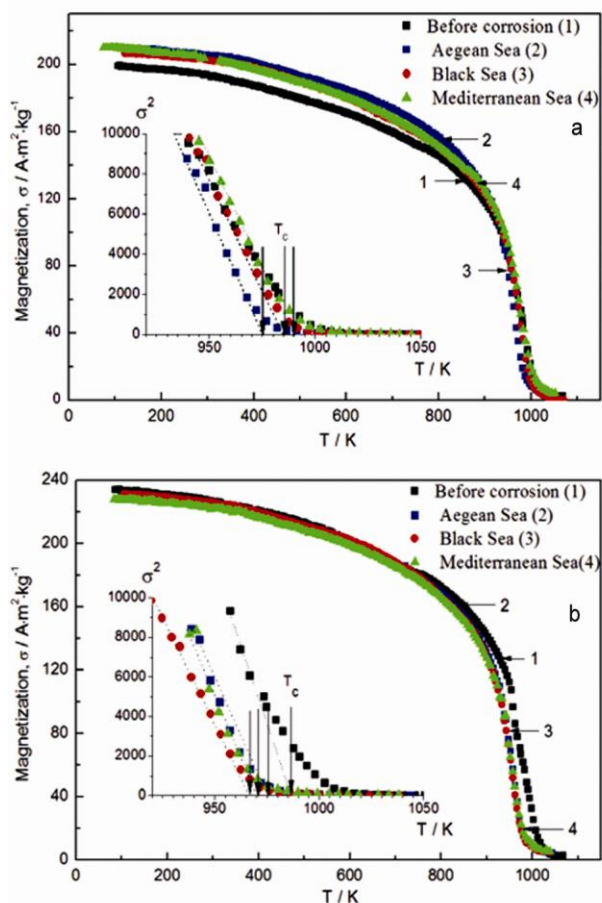 Before corrosion (1)
Aegean Sea (2)
Black Sea (3)
Mediterranean Sea (4)
a
Magnetization, σ / A·m²·kg⁻¹
200
160
120
80
40
0
σ²
10000
8000
6000
4000
2000
0
T_c
950 1000 1050
T / K
2
1
4
3
0 200 400 600 800 1000
T / K
Before corrosion (1)
Aegean Sea (2)
Black Sea (3)
Mediterranean Sea(4)
b
Magnetization, σ / A·m²·kg⁻¹
240
200
160
120
80
40
0
σ²
10000
8000
6000
4000
2000
0
T_c
950 1000 1050
T / K
2
1
3
4
0 200 400 600 800 1000
T / K